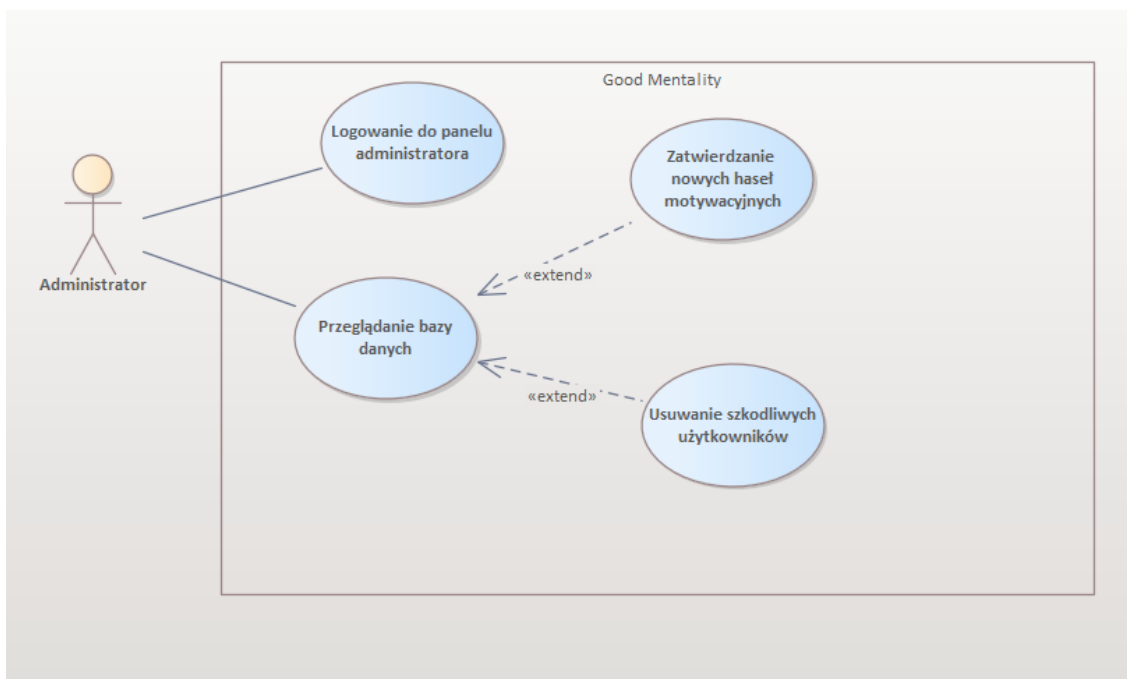 Good Mentality
Logowanie do panelu
administratora
Zatwierdzanie
nowych haseł
motywacyjnych
«extend»
Administrator
Przeglądanie bazy
danych
«extend»
Usuwanie szkodliwych
użytkowników